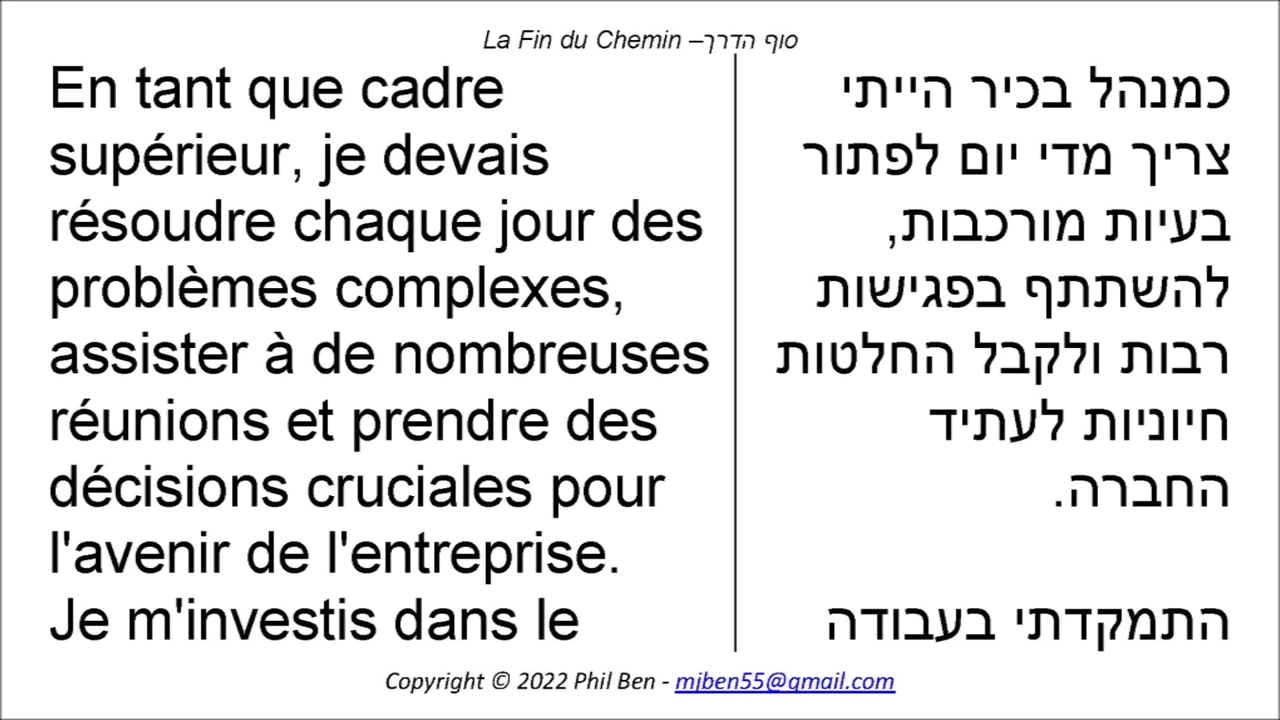 La Fin du Chemin –סוף הדרך
En tant que cadre
supérieur, je devais
résoudre chaque jour des
problèmes complexes,
assister à de nombreuses
réunions et prendre des
décisions cruciales pour
l'avenir de l'entreprise.
Je m'investis dans le
כמנהל בכיר הייתי
צריך מדי יום לפתור
בעיות מורכבות,
להשתתף בפגישות
רבות ולקבל החלטות
חיוניות לעתיד
החברה.
התמקדתי בעבודה
Copyright © 2022 Phil Ben - mjben55@gmail.com